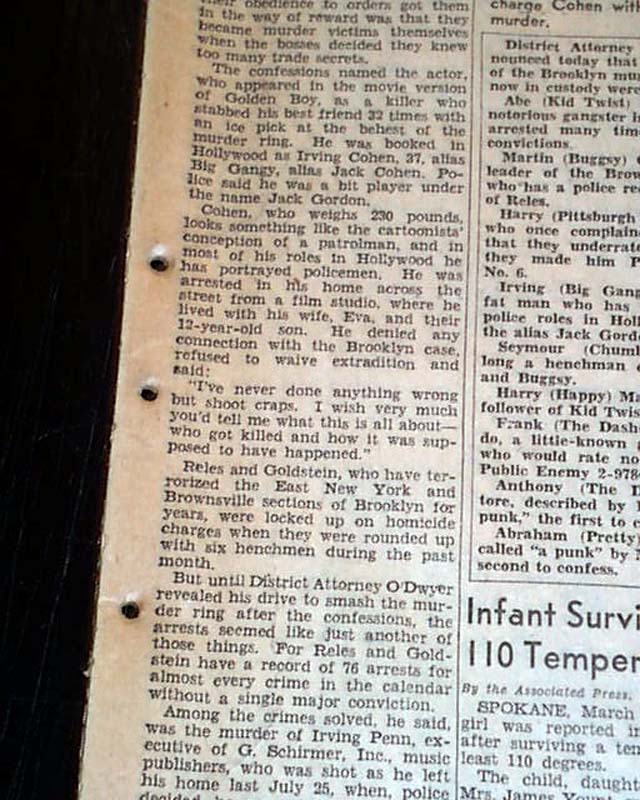 their obedience to orders got them
in the way of reward was that they
became murder victims themselves
when the bosses decided they knew
too many trade secrets.
The confessions named the actor,
who appeared in the movie version
of Golden Boy, as a killer who
stabbed his best friend 32 times with
an ice pick at the behest of the
murder ring. He was booked in
Hollywood as Irving Cohen, 37, alias
Big Gangy, alias Jack Cohen. Po-
lice said he was a bit player under
the name Jack Gordon.
Cohen, who weighs 230 pounds,
looks something like the cartoonists'
conception of a patrolman, and in
most of his roles in Hollywood he
has portrayed policemen. He was
arrested in his home across the
street from a film studio, where he
lived with his wife, Eva, and their
12-year-old son. He denied any
connection with the Brooklyn case,
refused to waive extradition and
said:
"I've never done anything wrong
but shoot craps. I wish very much
you'd tell me what this is all about—
who got killed and how it was sup-
posed to have happened."
Reles and Goldstein, who have ter-
rorized the East New York and
Brownsville sections of Brooklyn for
years, were locked up on homicide
charges when they were rounded up
with six henchmen during the past
month.
But until District Attorney O'Dwyer
revealed his drive to smash the mur-
der ring after the confessions, the
arrests seemed like just another of
those things. For Reles and Gold-
stein have a record of 76 arrests for
almost every crime in the calendar
without a single major conviction.
Among the crimes solved, he said,
was the murder of Irving Penn, ex-
ecutive of G. Schirmer, Inc., music
publishers, who was shot as he left
his home last July 25, when, police
decided,
charge Cohen with
murder.
District Attorney
nounced today that
of the Brooklyn mu
now in custody were
Abe (Kid Twist)
notorious gangster
arrested many tim
convictions.
Martin (Buggsy)
leader of the Brow
who has a police re
of Reles.
Harry (Pittsburgh
who once complain
that they underrat
they made him P
No. 6.
Irving (Big Gang
fat man who has
police roles in Holl
the alias Jack Gord
Seymour (Chum
long a henchman
and Buggsy.
Harry (Happy) Ma
follower of Kid Twis
Frank (The Dash
do, a little-known
who would rate no
Public Enemy 2-978
Anthony (The
tore, described by
punk," the first to
Abraham (Pretty)
called "a punk" by
second to confess.
Infant Survi
110 Temper
By the Associated Press.
SPOKANE, March
girl was reported in
after surviving a tem
least 110 degrees.
The child, daught
Mrs. James